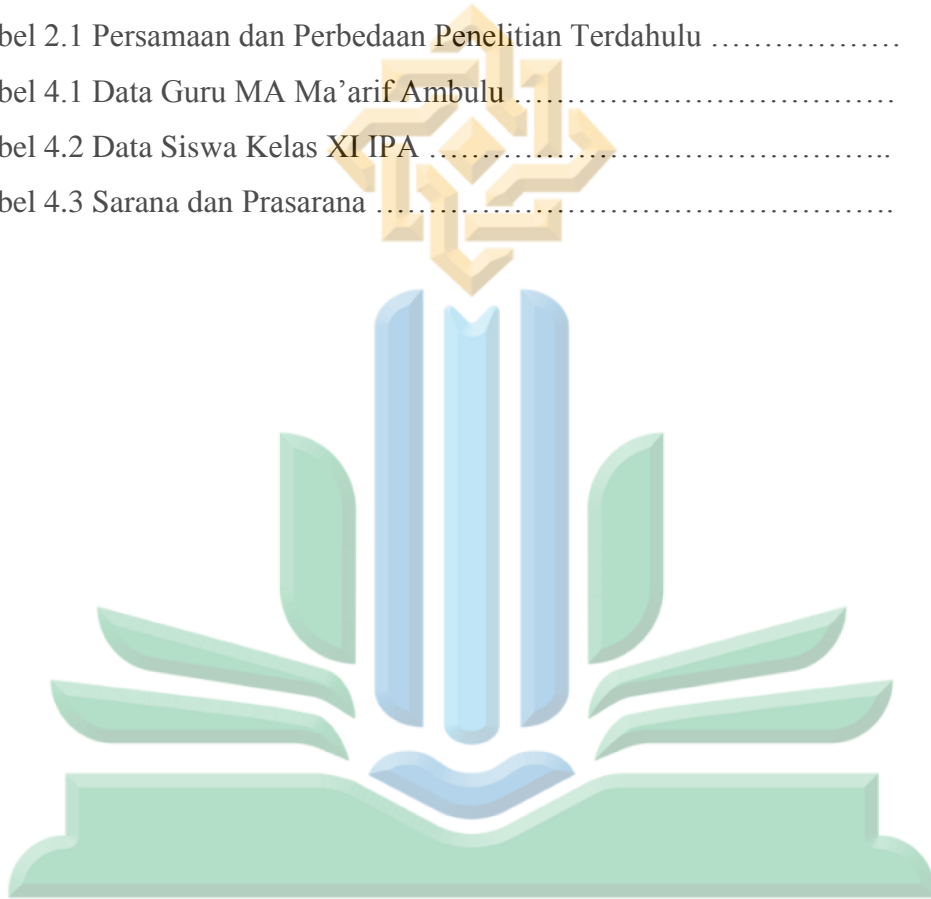 bel 2.1 Persamaan dan Perbedaan Penelitian Terdahulu ………………
bel 4.1 Data Guru MA Ma’arif Ambulu ………………………………
bel 4.2 Data Siswa Kelas XI IPA ……………………………………..
bel 4.3 Sarana dan Prasarana ………………………………………….